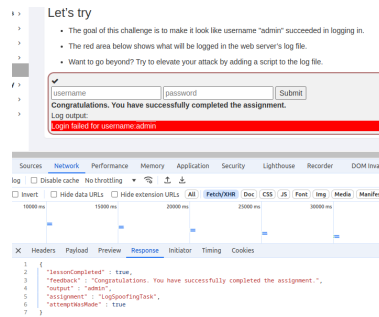 Let's try
• The goal of this challenge is to make it look like username "admin" succeeded in logging in.
• The red area below shows what will be logged in the web server's log file.
• Want to go beyond? Try to elevate your attack by adding a script to the log file.
✔
username password Submit
Congratulations. You have successfully completed the assignment.
Log output:
Login failed for username:admin
Sources Network Performance Memory Application Security Lighthouse Recorder DOM Inva
log Disable cache No throttling
Invert Hide data URLs Hide extension URLs All Fetch/XHR Doc CSS JS Font Img Media Manifes
10000 ms 15000 ms 20000 ms 25000 ms 30000 ms
X Headers Payload Preview Response Initiator Timing Cookies
1 {
2 "lessonCompleted" : true,
3 "feedback" : "Congratulations. You have successfully completed the assignment.",
4 "output" : "admin",
5 "assignment" : "LogSpoofingTask",
6 "attemptWasMade" : true
7 }